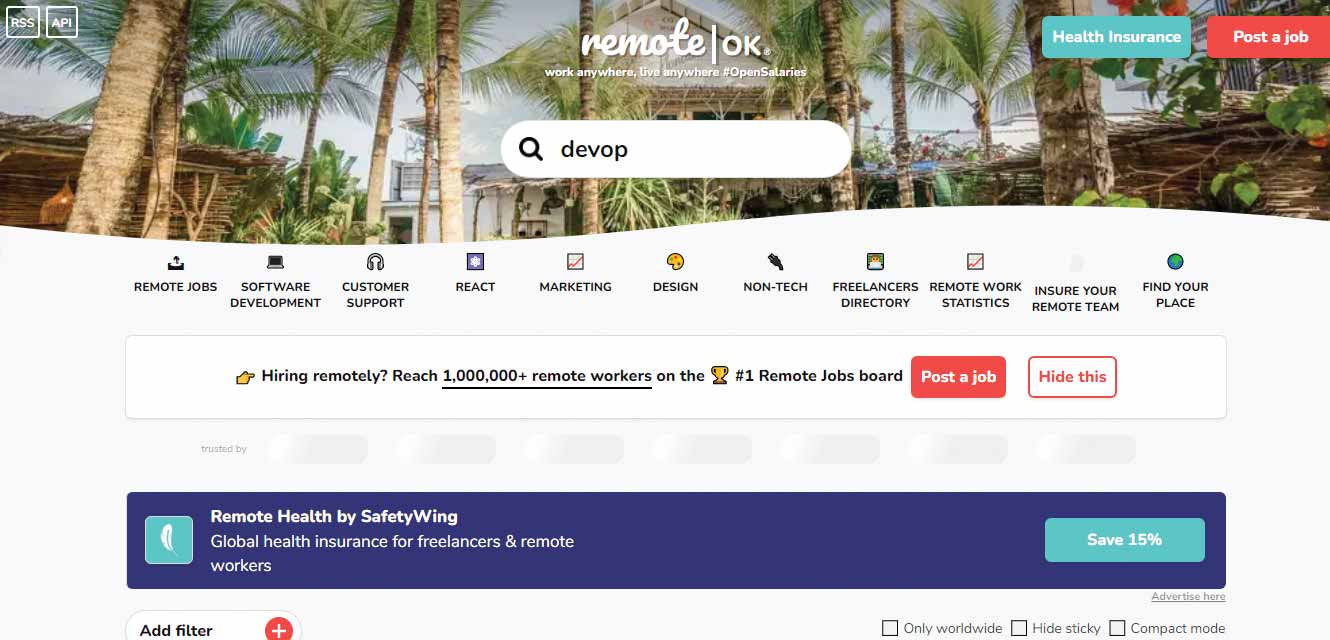 RSS API
remote|OK®
work anywhere, live anywhere #OpenSalaries
Health Insurance
Post a job
devop
REMOTE JOBS
SOFTWARE
DEVELOPMENT
CUSTOMER
SUPPORT
REACT
MARKETING
DESIGN
NON-TECH
FREELANCERS
DIRECTORY
REMOTE WORK
STATISTICS
INSURE YOUR
REMOTE TEAM
FIND YOUR
PLACE
👉 Hiring remotely? Reach 1,000,000+ remote workers on the 🏆 #1 Remote Jobs board
Post a job
Hide this
trusted by
Remote Health by SafetyWing
Global health insurance for freelancers & remote
workers
Save 15%
Advertise here
Add filter
Only worldwide
Hide sticky
Compact mode